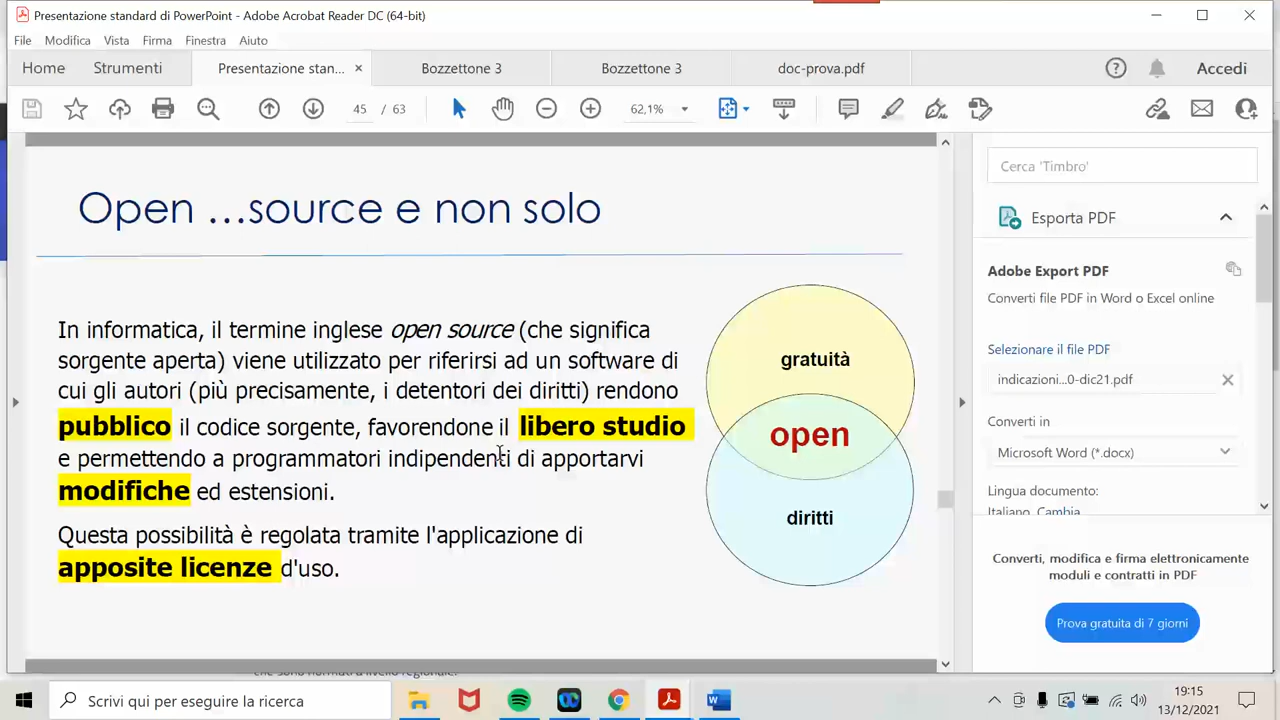 Presentazione standard di PowerPoint - Adobe Acrobat Reader DC (64-bit)
File Modifica Vista Firma Finestra Aiuto
Home Strumenti Presentazione stan... × Bozzettone 3 Bozzettone 3 doc-prova.pdf Accedi
45 / 63 62,1%
Open ...source e non solo
In informatica, il termine inglese open source (che significa
sorgente aperta) viene utilizzato per riferirsi ad un software di
cui gli autori (più precisamente, i detentori dei diritti) rendono
pubblico il codice sorgente, favorendone il libero studio
e permettendo a programmatori indipendenti di apportarvi
modifiche ed estensioni.
Questa possibilità è regolata tramite l'applicazione di
apposite licenze d'uso.
gratuità
open
diritti
Cerca 'Timbro'
Esporta PDF
Adobe Export PDF
Converti file PDF in Word o Excel online
Selezionare il file PDF
indicazioni...0-dic21.pdf
Converti in
Microsoft Word (*.docx)
Lingua documento:
Italiano Cambia
Converti, modifica e firma elettronicamente
moduli e contratti in PDF
Prova gratuita di 7 giorni
che sono normati a livello regionale.
Scrivi qui per eseguire la ricerca
19:15
13/12/2021